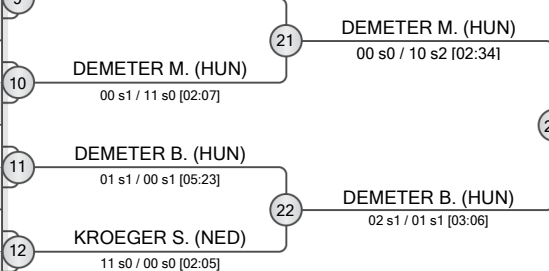 DEMETER M. (HUN)
21
00 s0 / 10 s2 [02:34]
DEMETER M. (HUN)
10
00 s1 / 11 s0 [02:07]
DEMETER B. (HUN)
11
01 s1 / 00 s1 [05:23]
DEMETER B. (HUN)
22
02 s1 / 01 s1 [03:06]
KROEGER S. (NED)
12
11 s0 / 00 s0 [02:05]